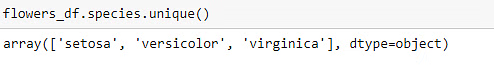 flowers_df.species.unique()
array(['setosa', 'versicolor', 'virginica'], dtype=object)